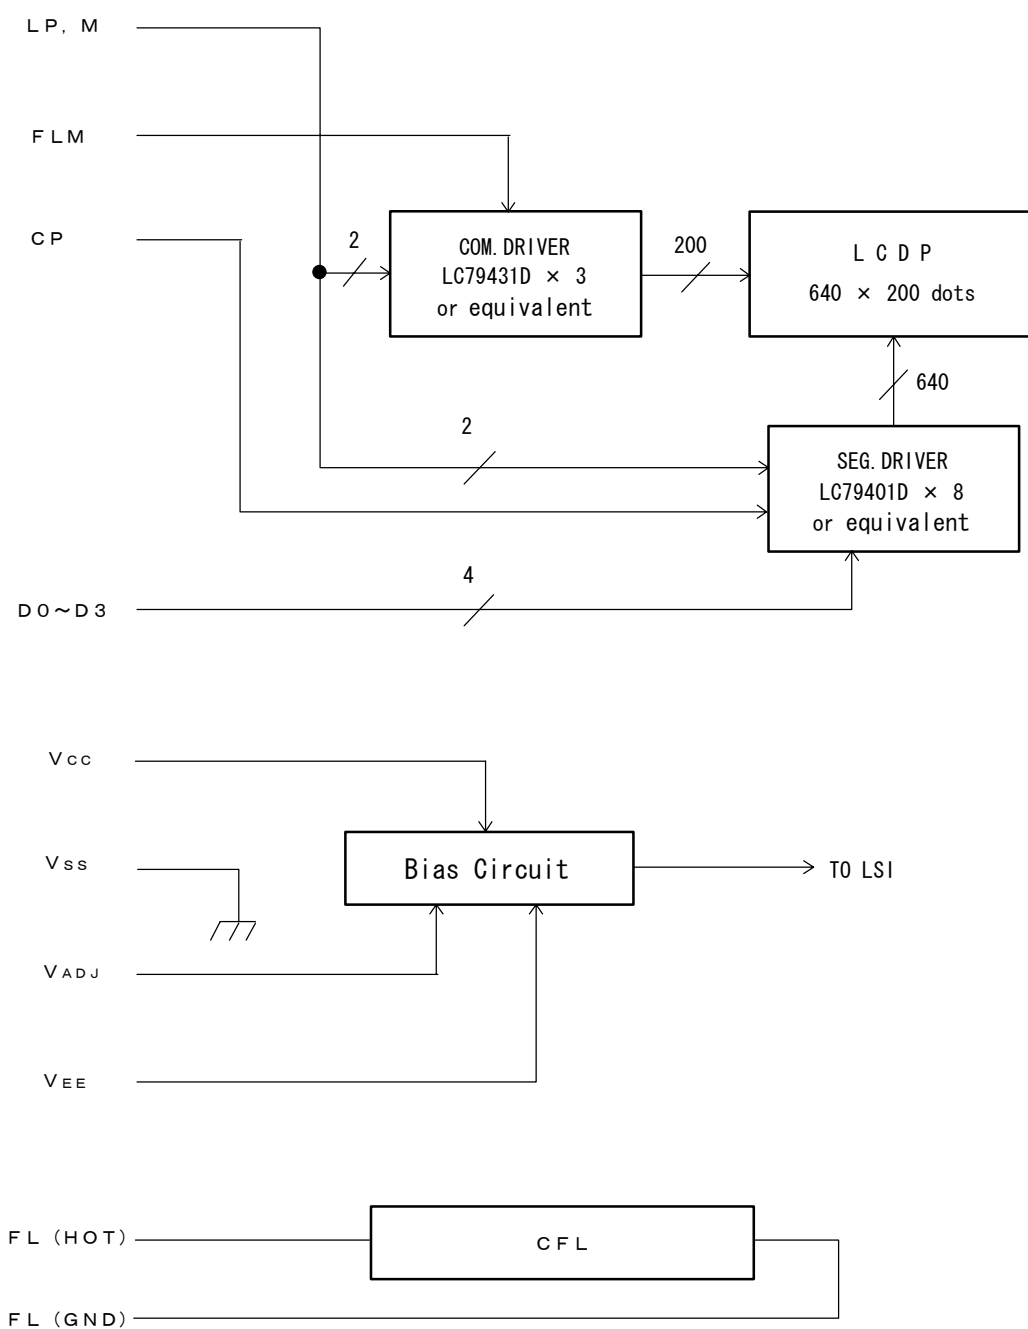 LP, M
FLM
CP
2
COM.DRIVER
LC79431D × 3
or equivalent
200
LCDP
640 × 200 dots
640
2
SEG.DRIVER
LC79401D × 8
or equivalent
4
D0~D3
VCC
VSS
Bias Circuit
TO LSI
VADJ
VEE
FL (HOT)
CFL
FL (GND)